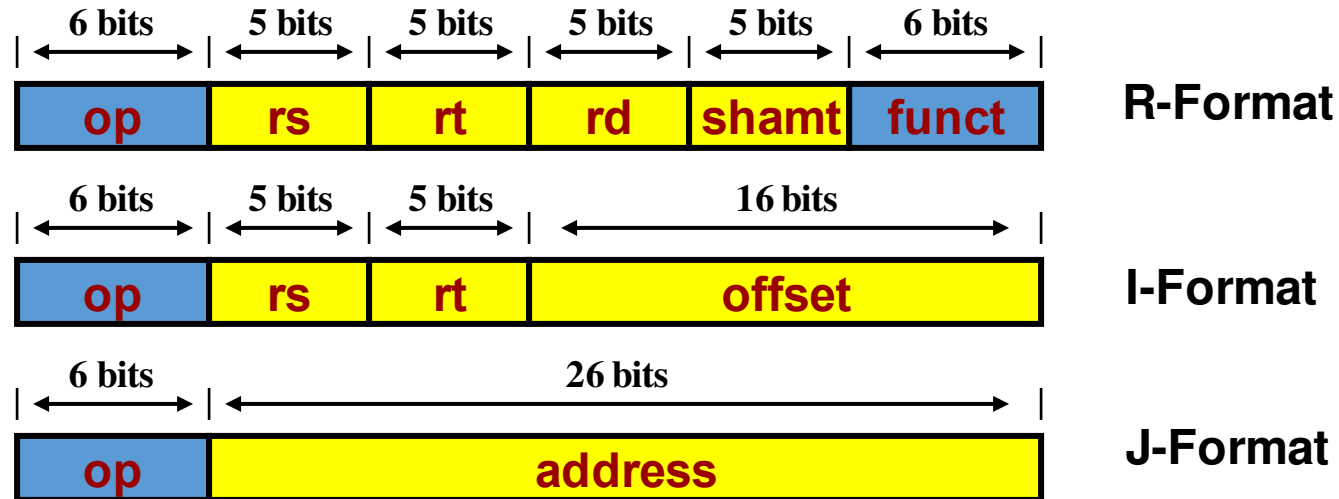 6 bits 5 bits 5 bits 5 bits 5 bits 6 bits
op rs rt rd shamt funct R-Format
6 bits 5 bits 5 bits 16 bits
op rs rt offset I-Format
6 bits 26 bits
op address J-Format